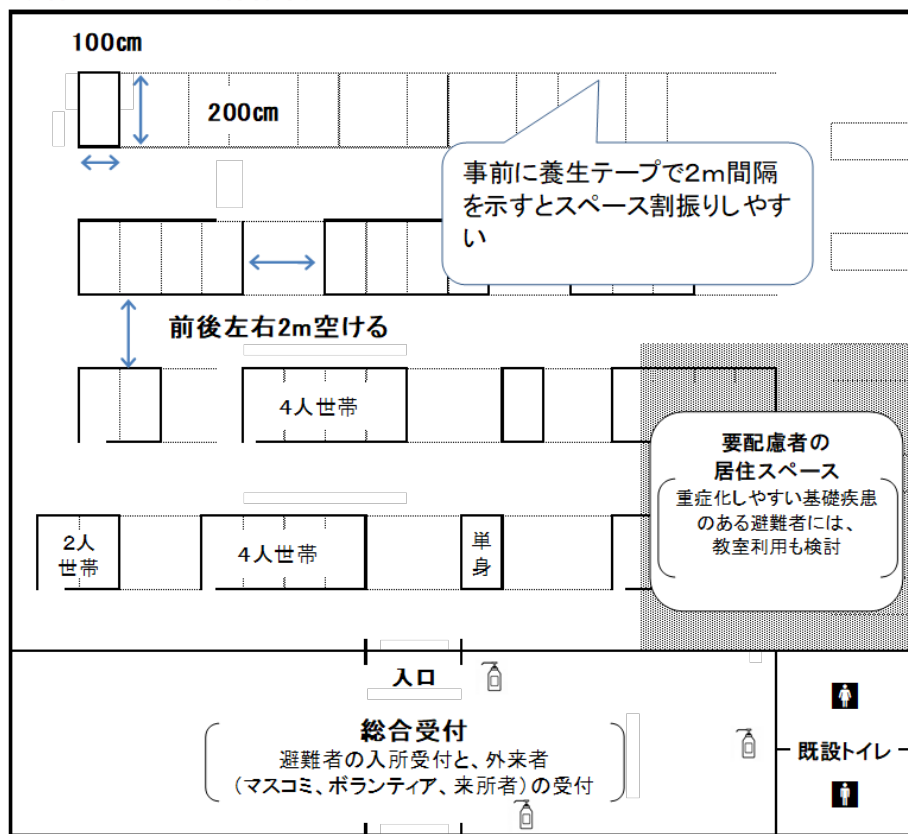 100㎝
200㎝
事前に養生テープで2m間隔
を示すとスペース割振りしやす
い
前後左右2m空ける
4人世帯
要配慮者の
居住スペース
重症化しやすい基礎疾患
のある避難者には、
教室利用も検討
2人
世帯
4人世帯
単
身
入口
総合受付
避難者の入所受付と、外来者
(マスコミ、ボランティア、来所者)の受付
既設トイレ